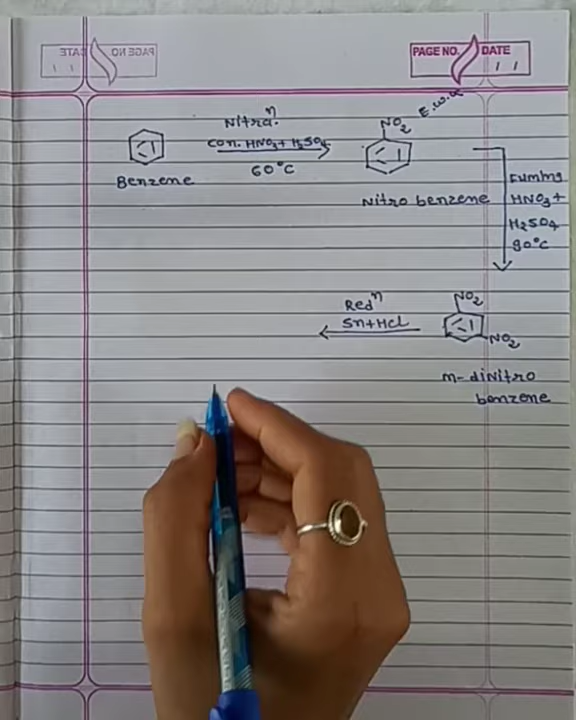 PAGE NO. DATE
Nitraⁿ.
con. HNO₃+ H₂SO₄
60°C
Benzene
NO₂
E.W.G
Nitro benzene
Fuming
HNO₃+
H₂SO₄
90°C
NO₂
NO₂
m- dinitro
benzene
Redⁿ
Sn+HCl